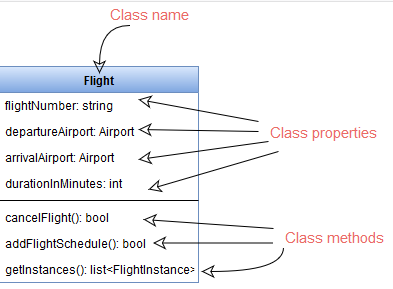 Class name
Flight
flightNumber: string
departureAirport: Airport
Class properties
arrivalAirport: Airport
durationInMinutes: int
cancelFlight(): bool
Class methods
addFlightSchedule(): bool
getInstances(): list<FlightInstance>